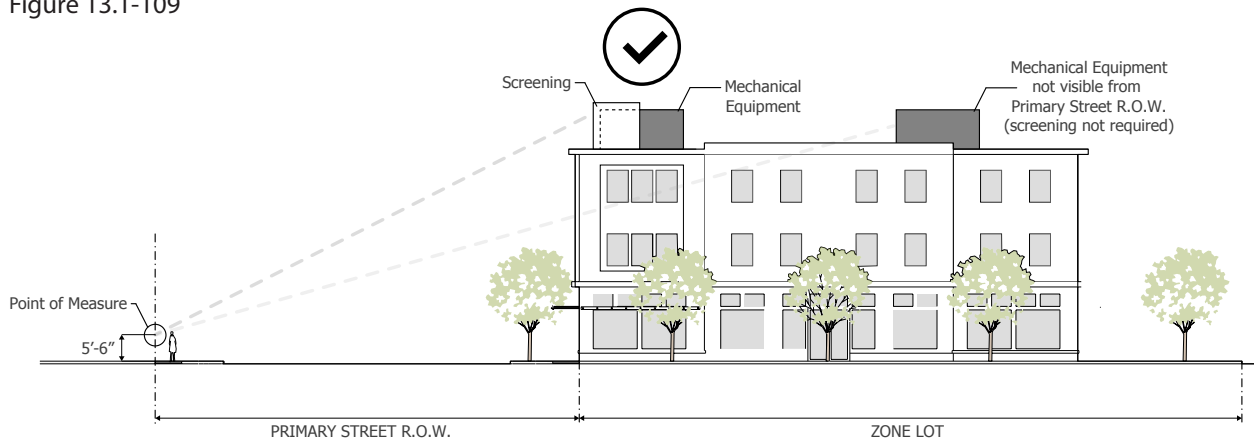 Figure 13.1-109
Screening
Mechanical
Equipment
Mechanical Equipment
not visible from
Primary Street R.O.W.
(screening not required)
Point of Measure
5'-6"
PRIMARY STREET R.O.W.
ZONE LOT